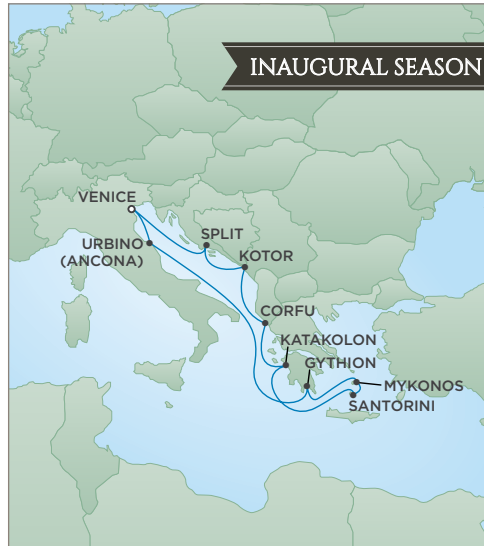 INAUGURAL SEASON
VENICE
URBINO
(ANCONA)
SPLIT
KOTOR
CORFU
KATAKOLON
GYTHION
MYKONOS
SANTORINI